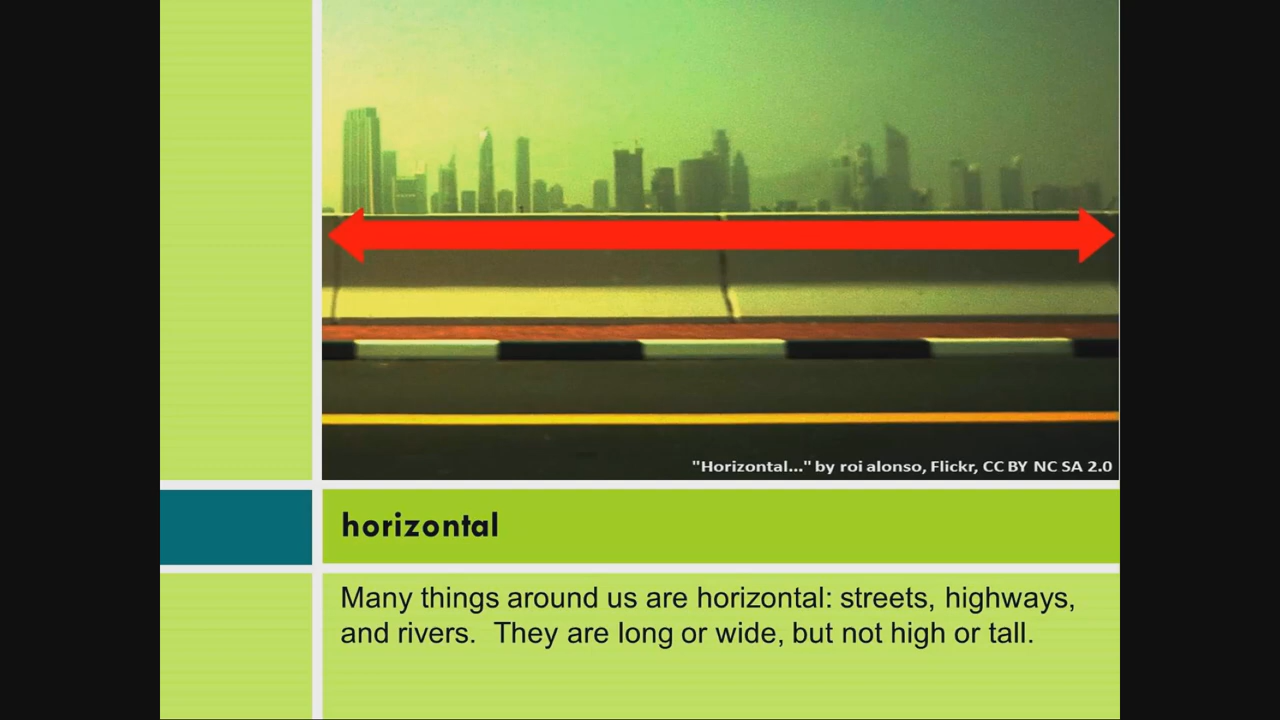 "Horizontal..." by roi alonso, Flickr, CC BY NC SA 2.0
horizontal
Many things around us are horizontal: streets, highways,
and rivers.  They are long or wide, but not high or tall.